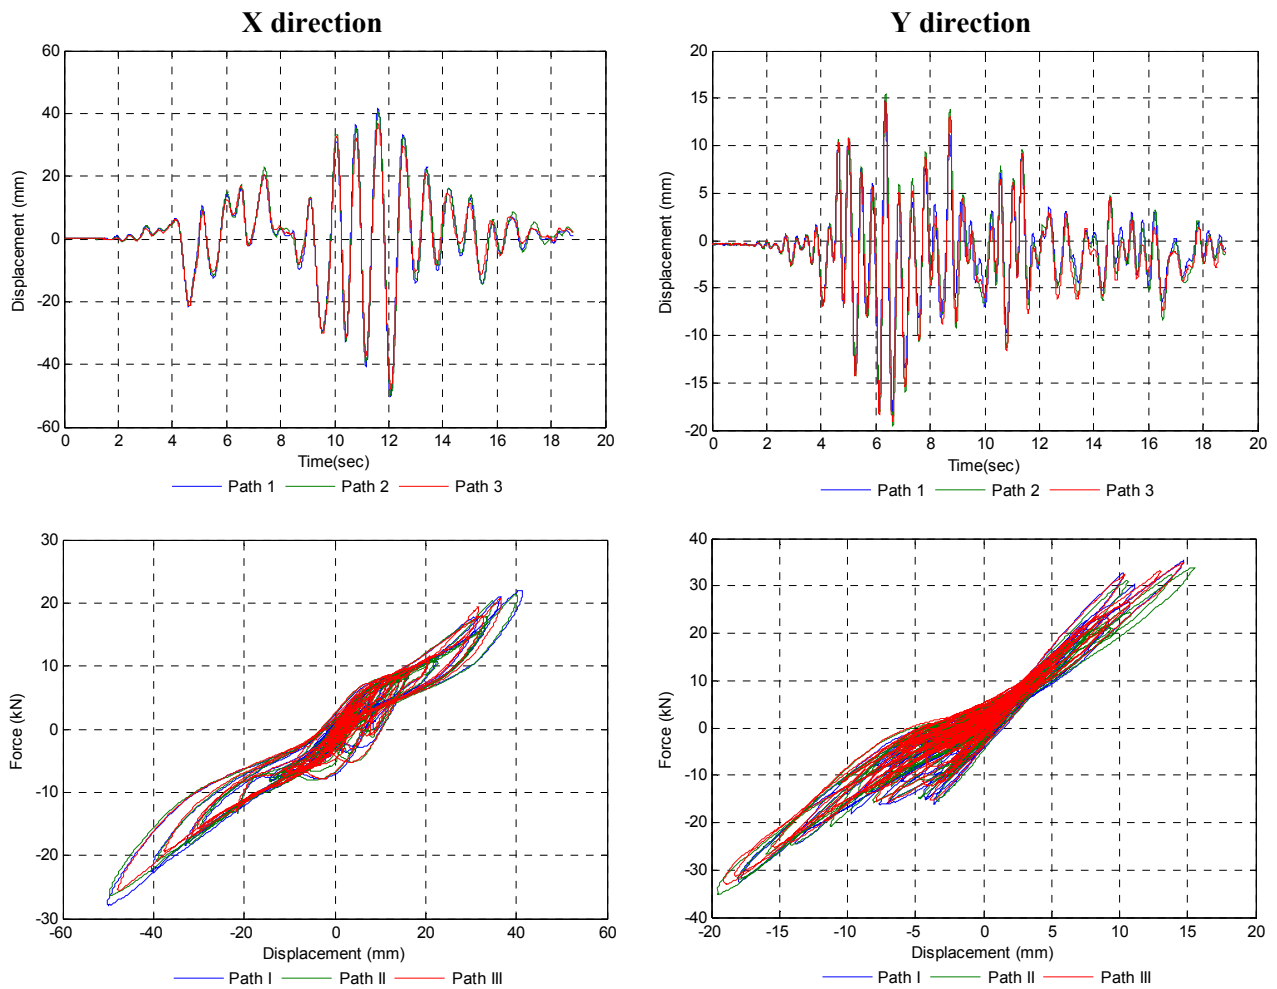 X direction
Y direction
60
40
20
0
-20
-40
-60
Displacement (mm)
0 2 4 6 8 10 12 14 16 18 20
Time(sec)
Path 1 Path 2 Path 3
20
15
10
5
0
-5
-10
-15
-20
Displacement (mm)
0 2 4 6 8 10 12 14 16 18 20
Time(sec)
Path 1 Path 2 Path 3
30
20
10
0
-10
-20
-30
Force (kN)
-60 -40 -20 0 20 40 60
Displacement (mm)
Path I Path II Path III
40
30
20
10
0
-10
-20
-30
-40
Force (kN)
-20 -15 -10 -5 0 5 10 15 20
Displacement (mm)
Path I Path II Path III